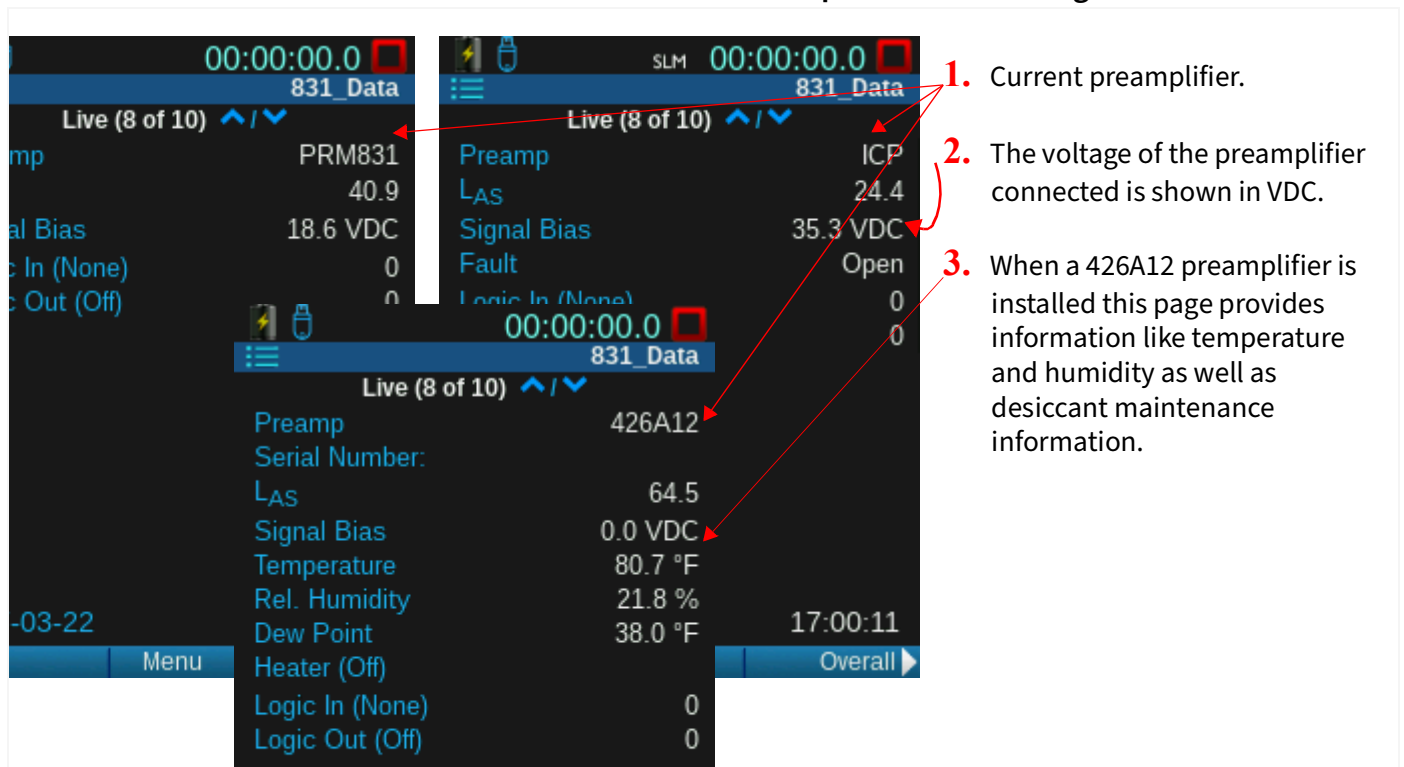 00:00:00.0
831_Data
Live (8 of 10) /
mp PRM831
40.9
al Bias 18.6 VDC
c In (None) 0
c Out (Off) 0
-03-22
Menu
SLM 00:00:00.0
831_Data
Live (8 of 10) /
Preamp ICP
LAS 24.4
Signal Bias 35.3 VDC
Fault Open
Logic In (None) 0
0
17:00:11
Overall
00:00:00.0
831_Data
Live (8 of 10) /
Preamp 426A12
Serial Number:
LAS 64.5
Signal Bias 0.0 VDC
Temperature 80.7 °F
Rel. Humidity 21.8 %
Dew Point 38.0 °F
Heater (Off)
Logic In (None) 0
Logic Out (Off) 0
1. Current preamplifier.
2. The voltage of the preamplifier
connected is shown in VDC.
3. When a 426A12 preamplifier is
installed this page provides
information like temperature
and humidity as well as
desiccant maintenance
information.